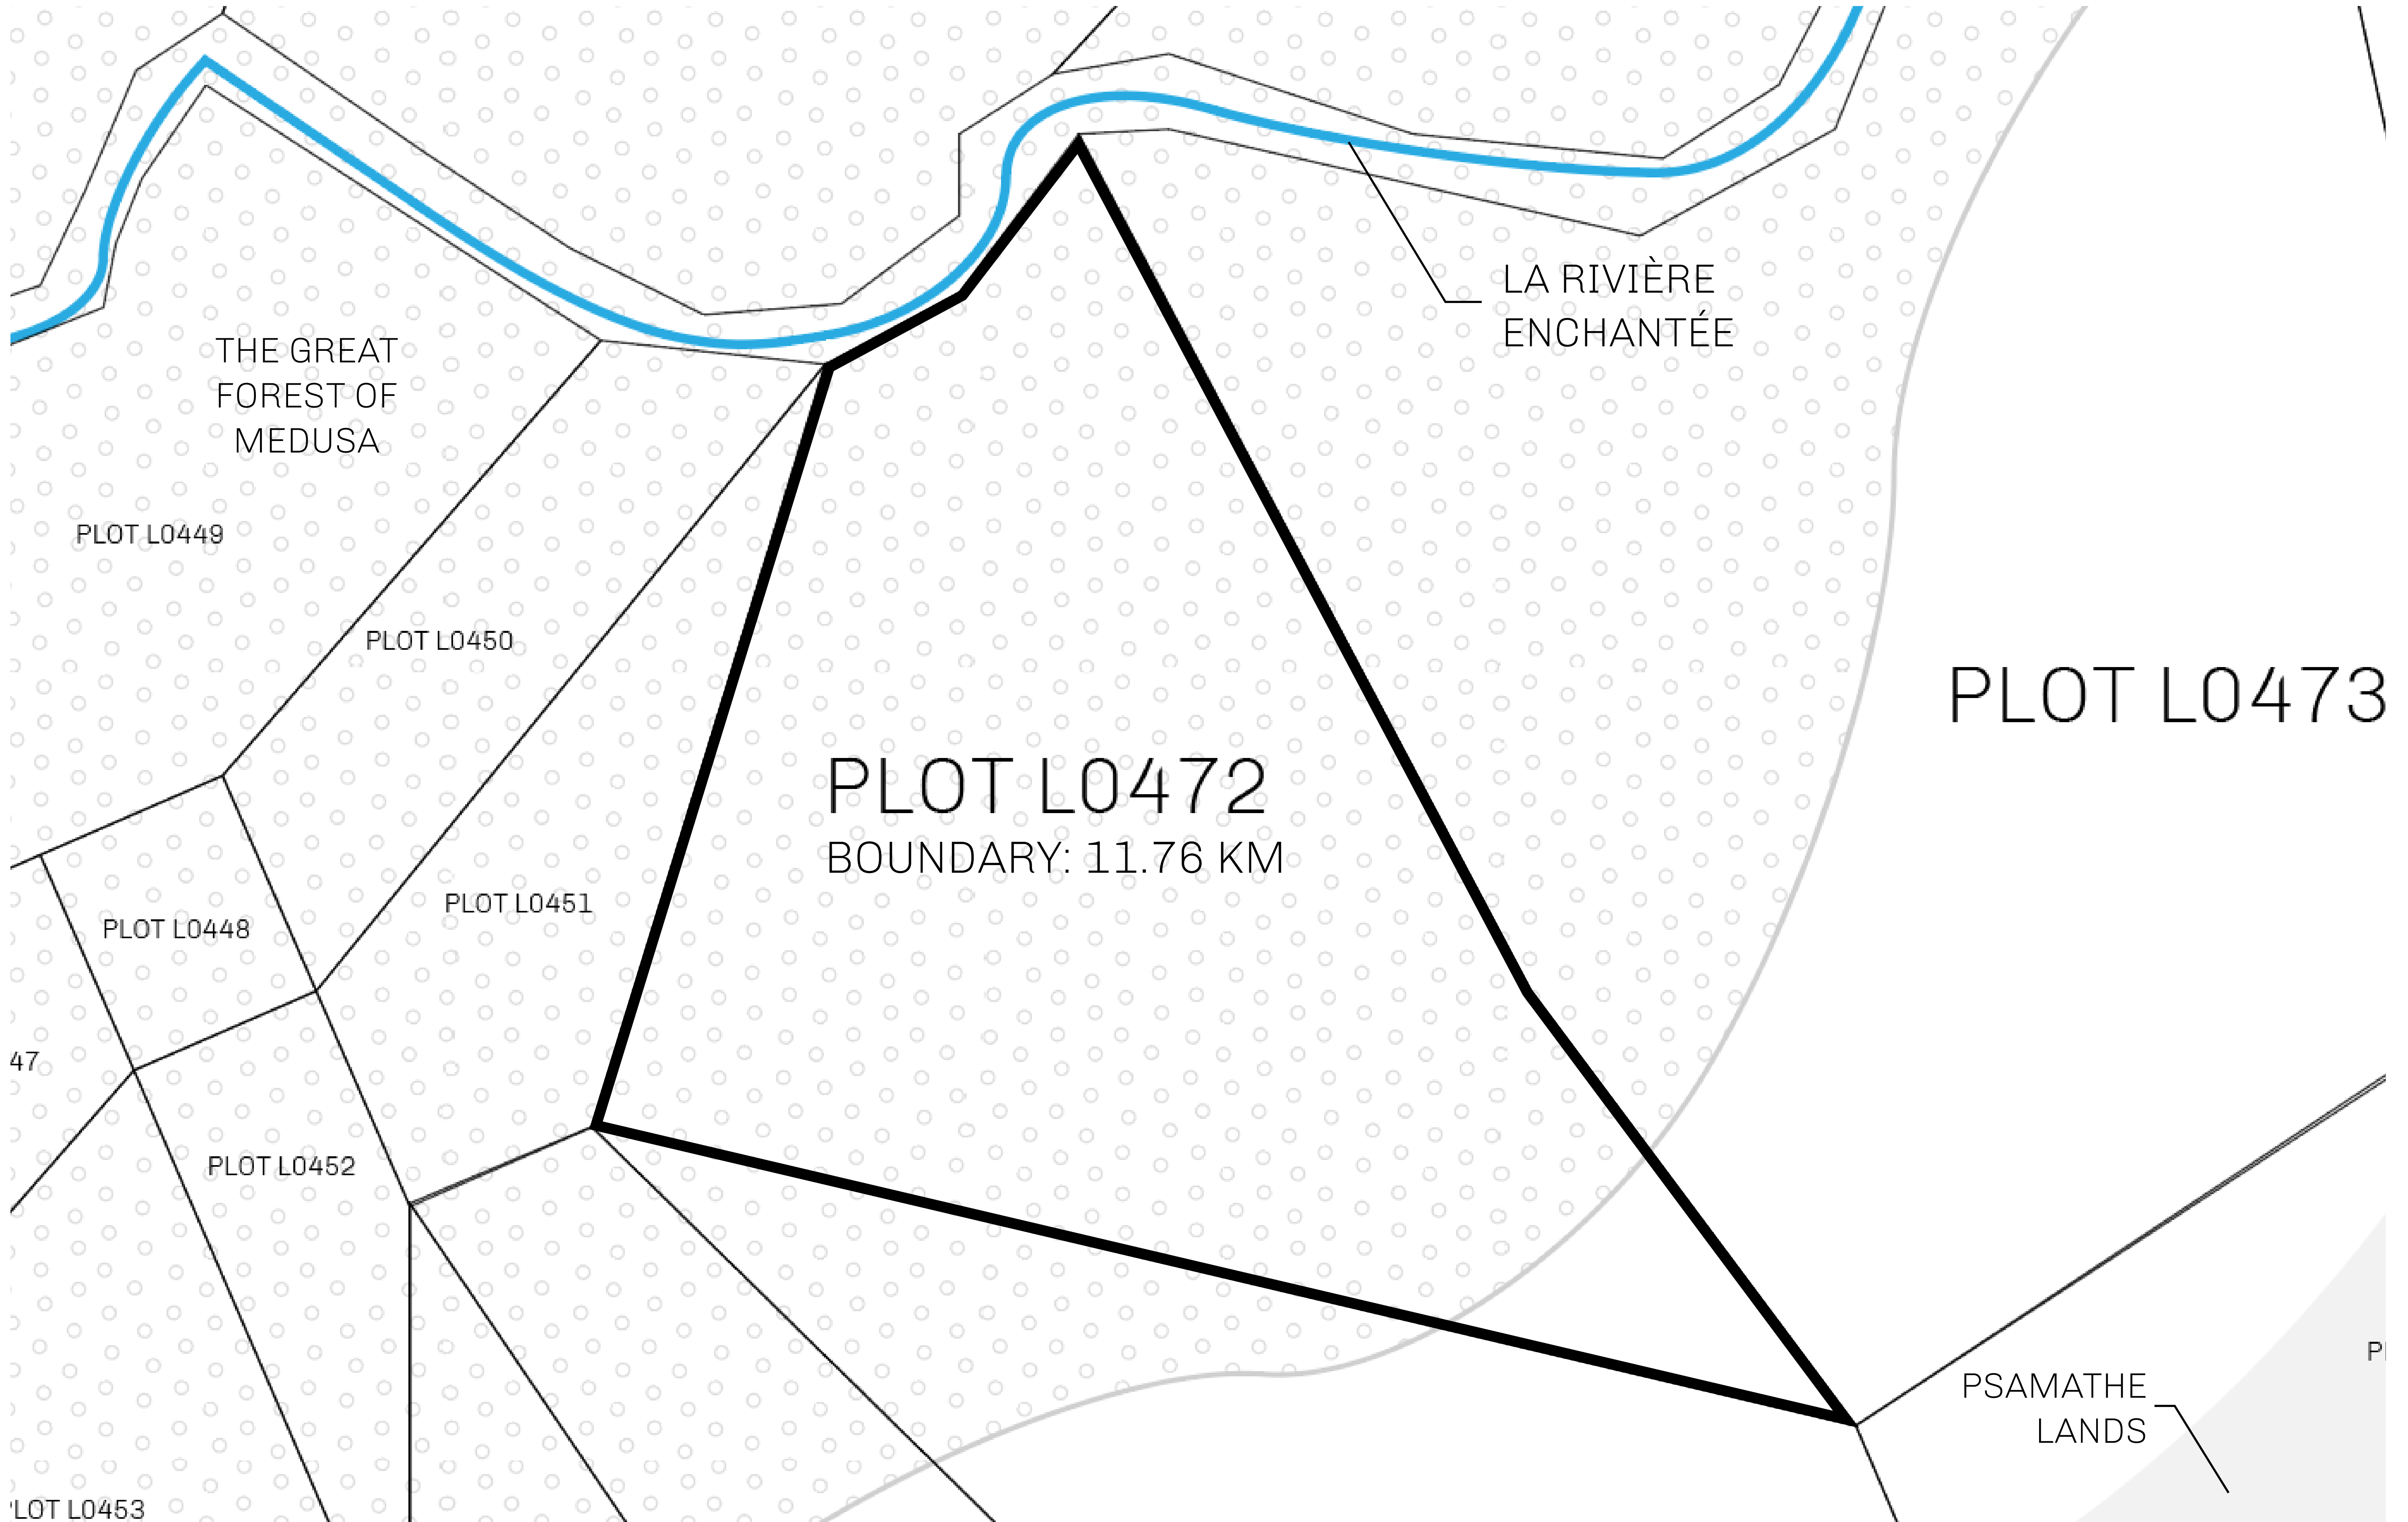 LA RIVIÈRE
ENCHANTÉE
THE GREAT
FOREST OF
MEDUSA
PLOT L0449
PLOT L0450
PLOT L0473
PLOT L0472
BOUNDARY: 11.76 KM
PLOT L0451
PLOT L0448
47
PLOT L0452
PSAMATHE
LANDS
LOT L0453